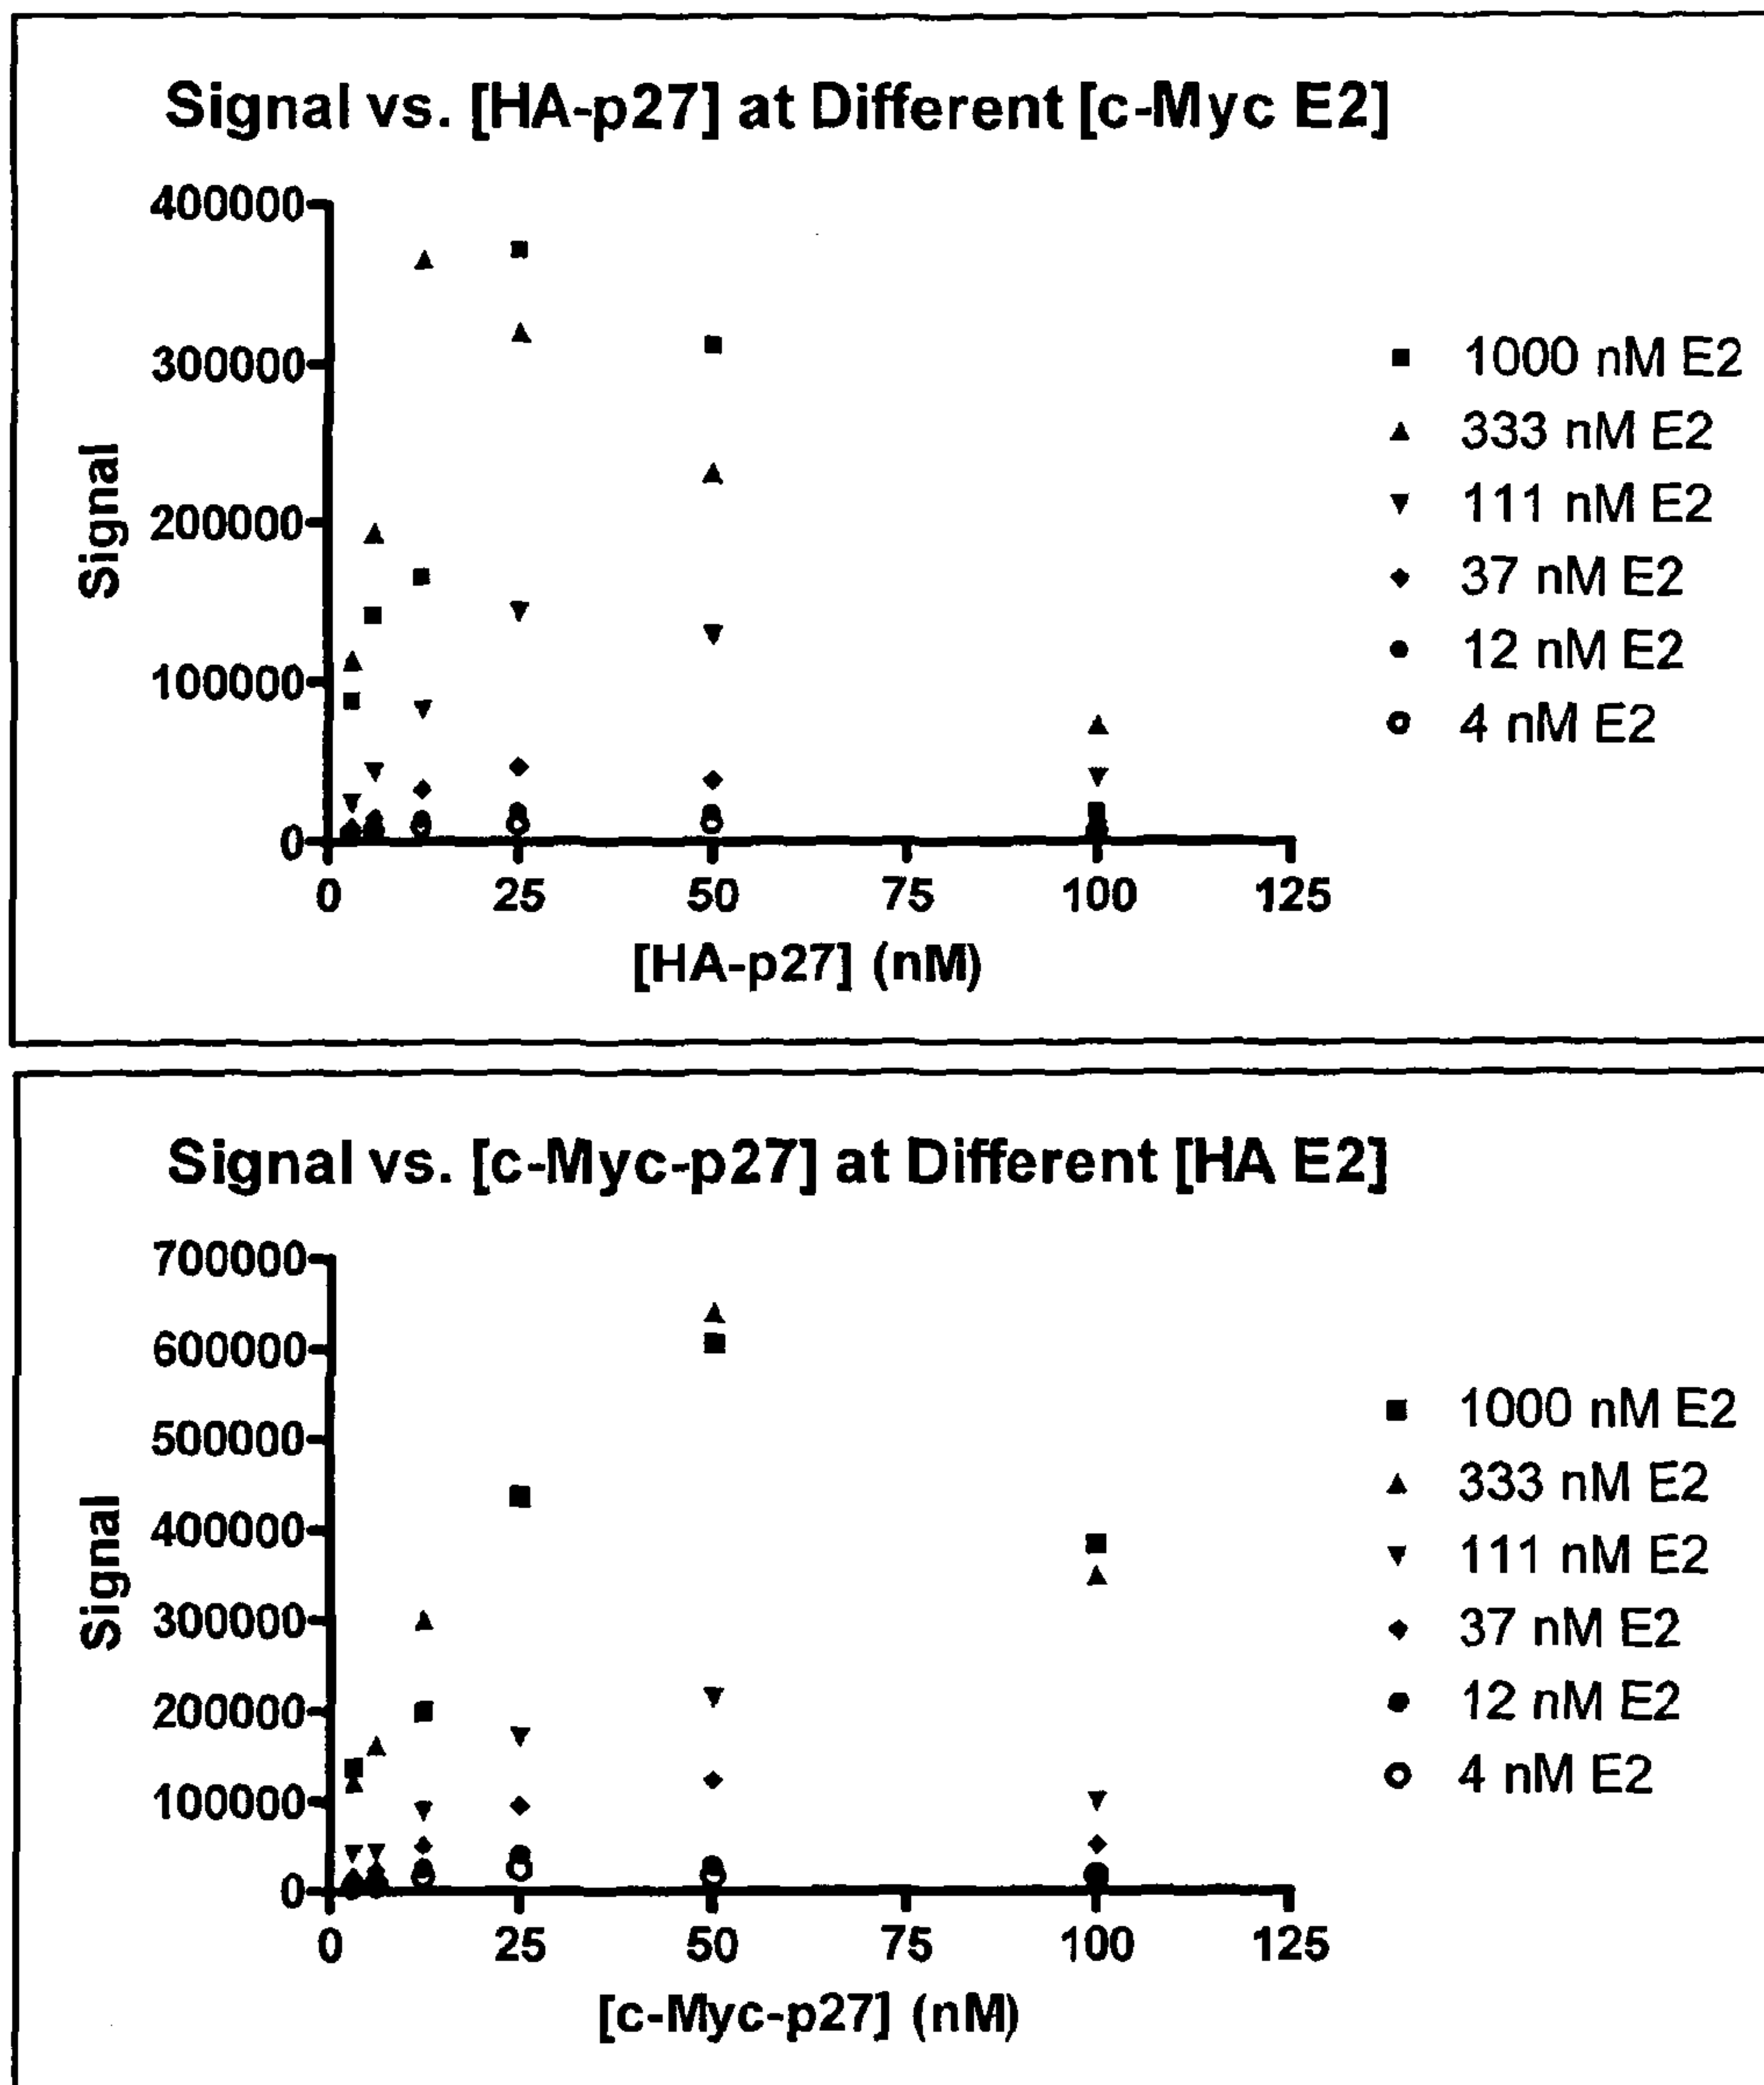 Signal vs. [HA-p27] at Different [c-Myc E2]
400000
300000
200000
100000
0
Signal
0 25 50 75 100 125
[HA-p27] (nM)
1000 nM E2
333 nM E2
111 nM E2
37 nM E2
12 nM E2
4 nM E2
Signal vs. [c-Myc-p27] at Different [HA E2]
700000
600000
500000
400000
300000
200000
100000
0
Signal
0 25 50 75 100 125
[c-Myc-p27] (nM)
1000 nM E2
333 nM E2
111 nM E2
37 nM E2
12 nM E2
4 nM E2